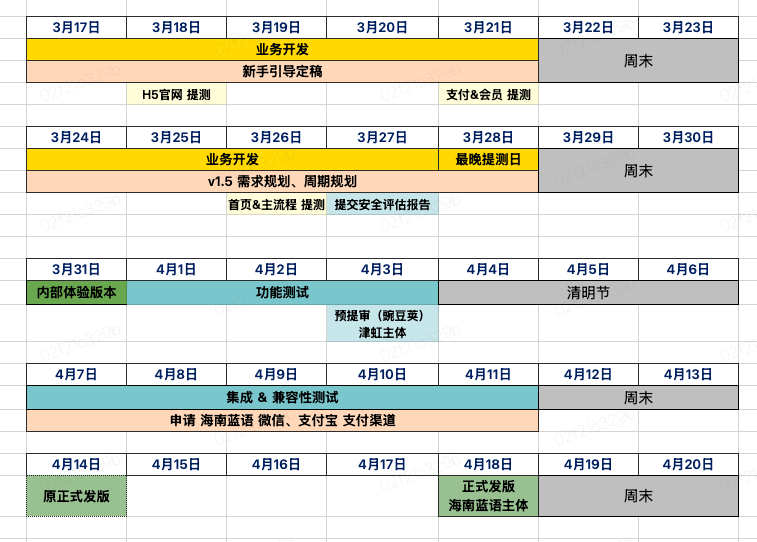 3月17日 3月18日 3月19日 3月20日 3月21日 3月22日 3月23日
业务开发
周末
新手引导定稿
H5官网 提测 支付&会员 提测
3月24日 3月25日 3月26日 3月27日 3月28日 3月29日 3月30日
业务开发 最晚提测日
周末
v1.5 需求规划、周期规划
首页&主流程 提测 提交安全评估报告
3月31日 4月1日 4月2日 4月3日 4月4日 4月5日 4月6日
内部体验版本 功能测试 清明节
预提审（豌豆荚）
津虹主体
4月7日 4月8日 4月9日 4月10日 4月11日 4月12日 4月13日
集成 & 兼容性测试 周末
申请 海南蓝语 微信、支付宝 支付渠道
4月14日 4月15日 4月16日 4月17日 4月18日 4月19日 4月20日
原正式发版 正式发版 周末
海南蓝语主体